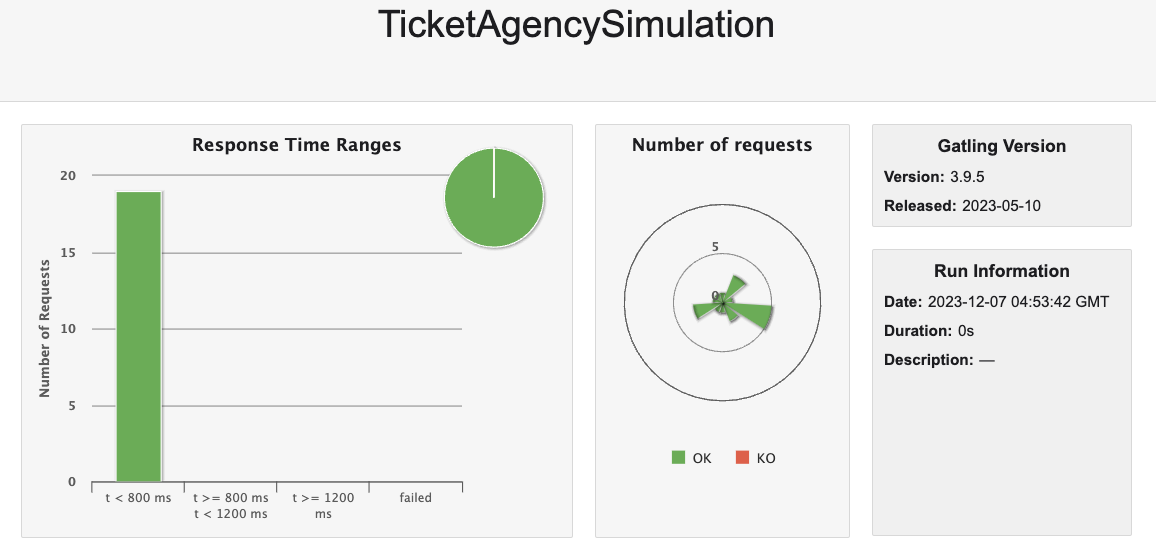 TicketAgencySimulation
Response Time Ranges
20
15
10
5
0
Number of Requests
t < 800 ms
t >= 800 ms
t < 1200 ms
t >= 1200
ms
failed
Number of requests
5
0
OK
KO
Gatling Version
Version: 3.9.5
Released: 2023-05-10
Run Information
Date: 2023-12-07 04:53:42 GMT
Duration: 0s
Description: —